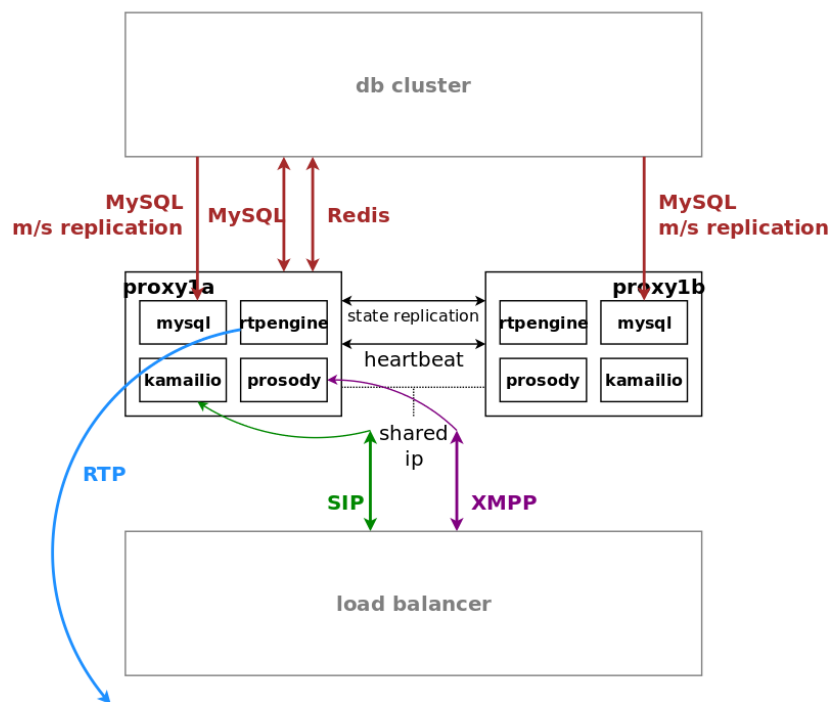 db cluster
MySQL
m/s replication
MySQL
Redis
MySQL
m/s replication
proxy1a
mysql
rtpengine
kamailio
prosody
state replication
heartbeat
proxy1b
rtpengine
mysql
prosody
kamailio
shared
ip
RTP
SIP
XMPP
load balancer